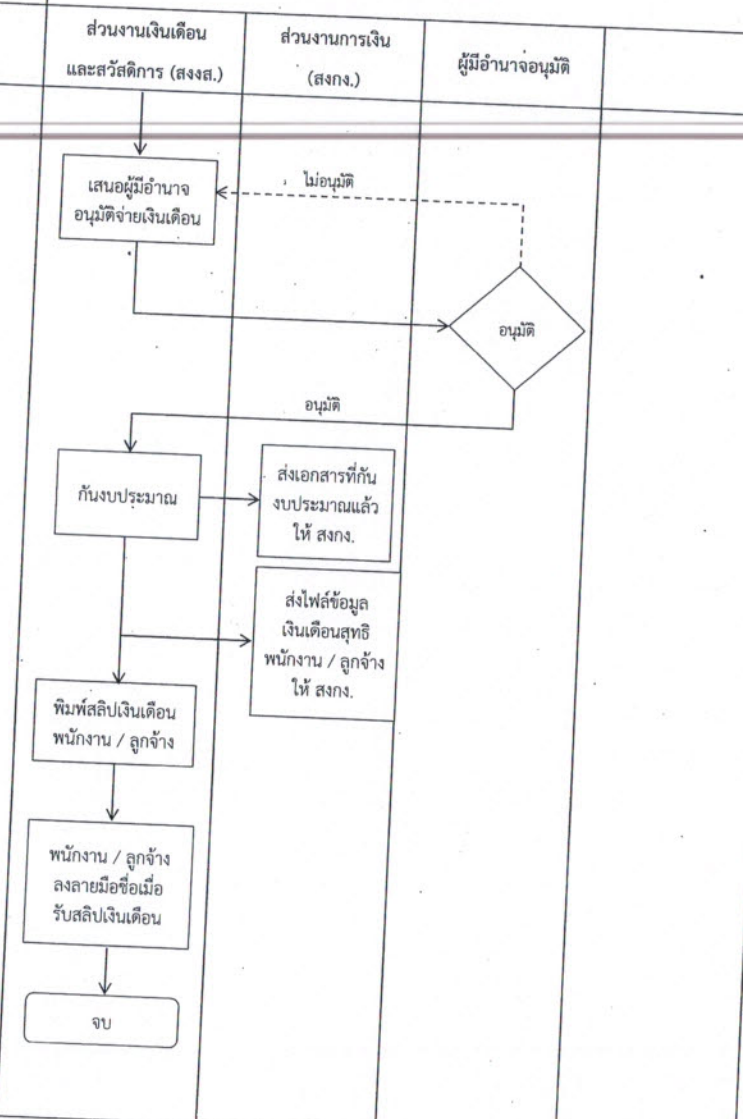 ส่วนงานเงินเดือน
และสวัสดิการ (สงงส.)
ส่วนงานการเงิน
(สงกง.)
ผู้มีอำนาจอนุมัติ
เสนอผู้มีอำนาจ
อนุมัติจ่ายเงินเดือน
ไม่อนุมัติ
อนุมัติ
อนุมัติ
กันงบประมาณ
ส่งเอกสารที่กัน
งบประมาณแล้ว
ให้ สงกง.
ส่งไฟล์ข้อมูล
เงินเดือนสุทธิ
พนักงาน / ลูกจ้าง
ให้ สงกง.
พิมพ์สลิปเงินเดือน
พนักงาน / ลูกจ้าง
พนักงาน / ลูกจ้าง
ลงลายมือชื่อเมื่อ
รับสลิปเงินเดือน
จบ